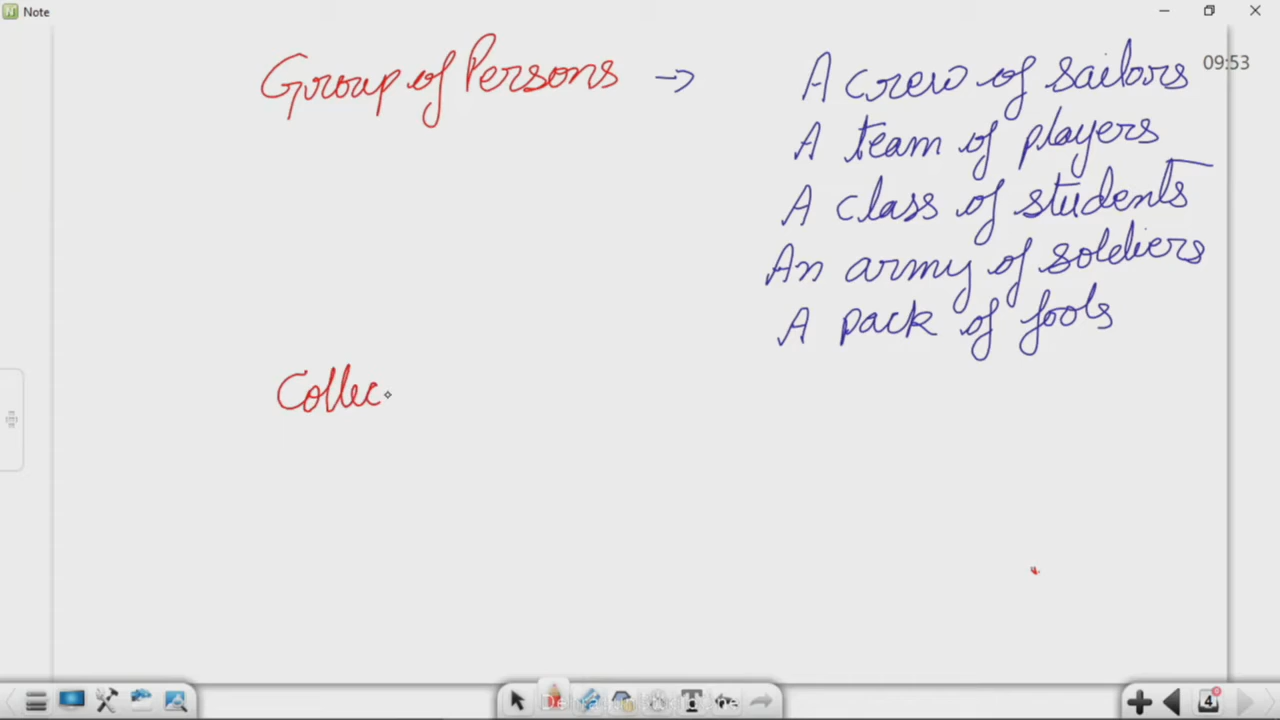 Note
09:53
Group of Persons → A crew of sailors
A team of players
A class of students
An army of soldiers
A pack of fools
Collec
4